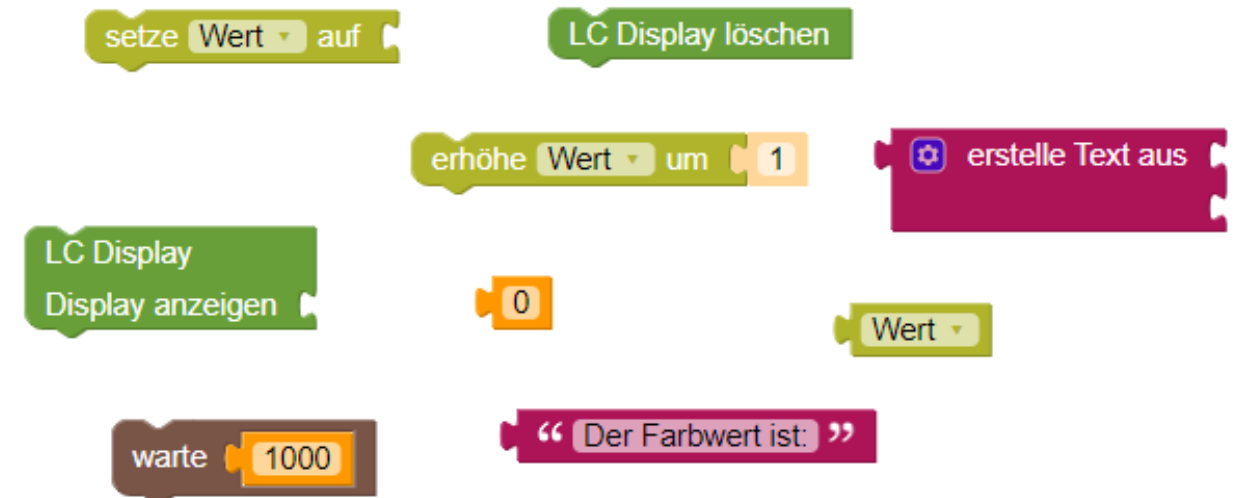 setze Wert auf
LC Display löschen
erhöhe Wert um 1
erstelle Text aus
LC Display
Display anzeigen
0
Wert
warte 1000
“ Der Farbwert ist: ”